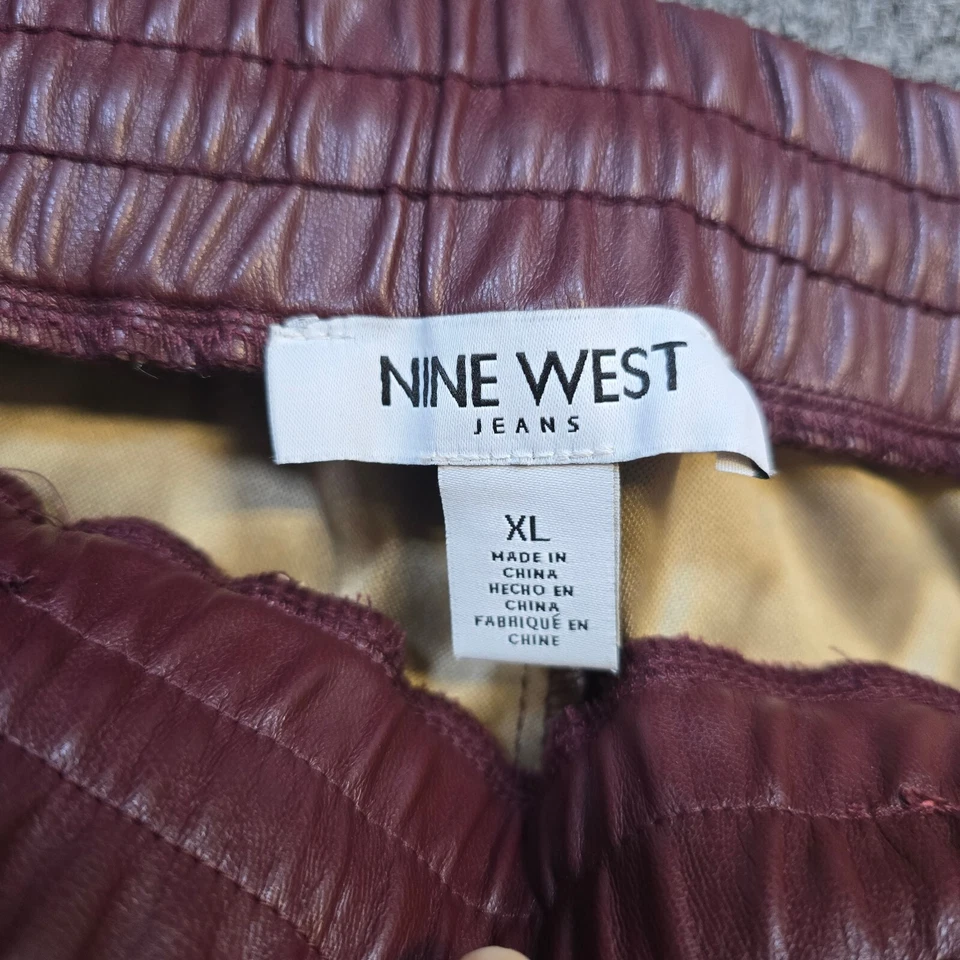 NINE WEST
JEANS
XL
MADE IN
CHINA
HECHO EN
CHINA
FABRIQUÉ EN
CHINE